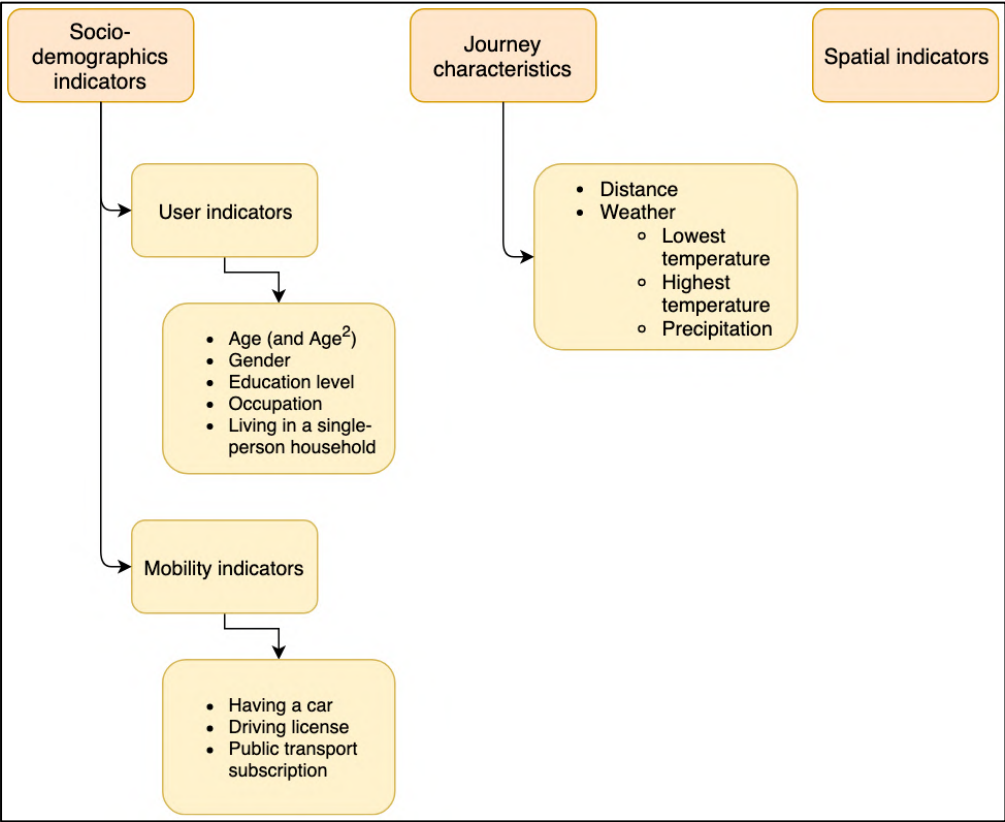 Socio-
demographics
indicators
Journey
characteristics
Spatial indicators
User indicators
• Age (and Age²)
• Gender
• Education level
• Occupation
• Living in a single-
person household
Mobility indicators
• Having a car
• Driving license
• Public transport
subscription
• Distance
• Weather
○ Lowest
temperature
○ Highest
temperature
○ Precipitation